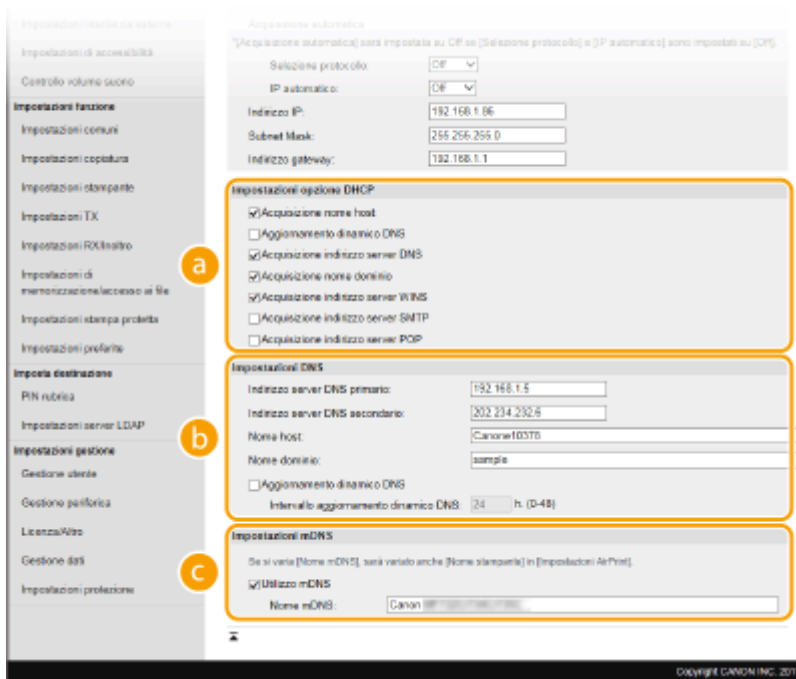 Acquisizione automatica
*[Acquisizione automatica] sarà impostata su Off se [Selezione protocollo] e [IP automatico] sono impostati su [Off].
Impostazioni di accessibilità
Selezione protocollo:
Off
Controllo volume suono
IP automatico:
Off
Impostazioni funzione
Indirizzo IP:
192.168.1.86
Impostazioni comuni
Subnet Mask:
255.255.255.0
Impostazioni copiatura
Indirizzo gateway:
192.168.1.1
Impostazioni stampante
Impostazioni TX
Impostazioni RX/Inoltro
Impostazioni di
memorizzazione/accesso ai file
Impostazioni stampa protetta
Impostazioni preferite
Imposta destinazione
PIN rubrica
Impostazioni server LDAP
Impostazioni gestione
Gestione utente
Gestione periferica
Licenza/Altro
Gestione dati
Impostazioni protezione
a
Impostazioni opzione DHCP
Acquisizione nome host
Aggiornamento dinamico DNS
Acquisizione indirizzo server DNS
Acquisizione nome dominio
Acquisizione indirizzo server WINS
Acquisizione indirizzo server SMTP
Acquisizione indirizzo server POP
b
Impostazioni DNS
Indirizzo server DNS primario:
192.168.1.5
Indirizzo server DNS secondario:
202.234.232.6
Nome host:
Canone10378
Nome dominio:
sample
Aggiornamento dinamico DNS
Intervallo aggiornamento dinamico DNS:
24
h. (0-48)
c
Impostazioni mDNS
Se si varia [Nome mDNS], sarà variato anche [Nome stampante] in [Impostazioni AirPrint].
Utilizzo mDNS
Nome mDNS:
Canon
Copyright CANON INC. 201